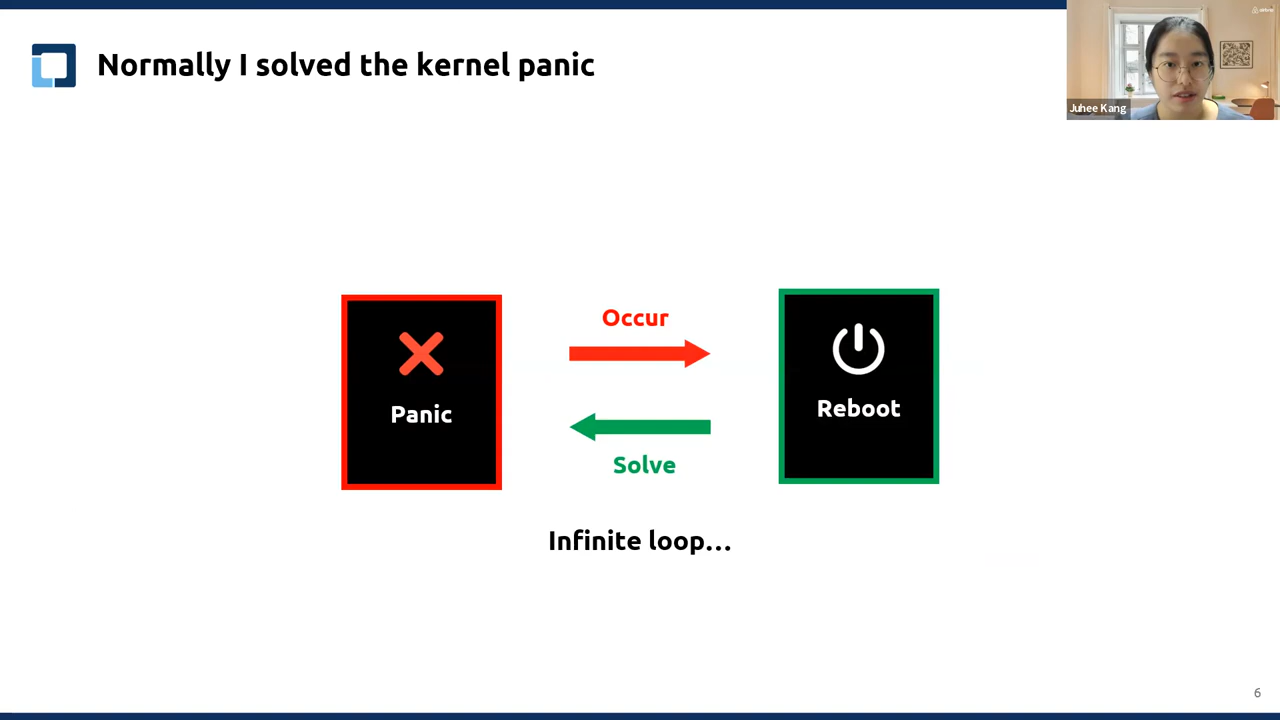 Normally I solved the kernel panic
Juhee Kang
Occur
Panic
Reboot
Solve
Infinite loop...
6